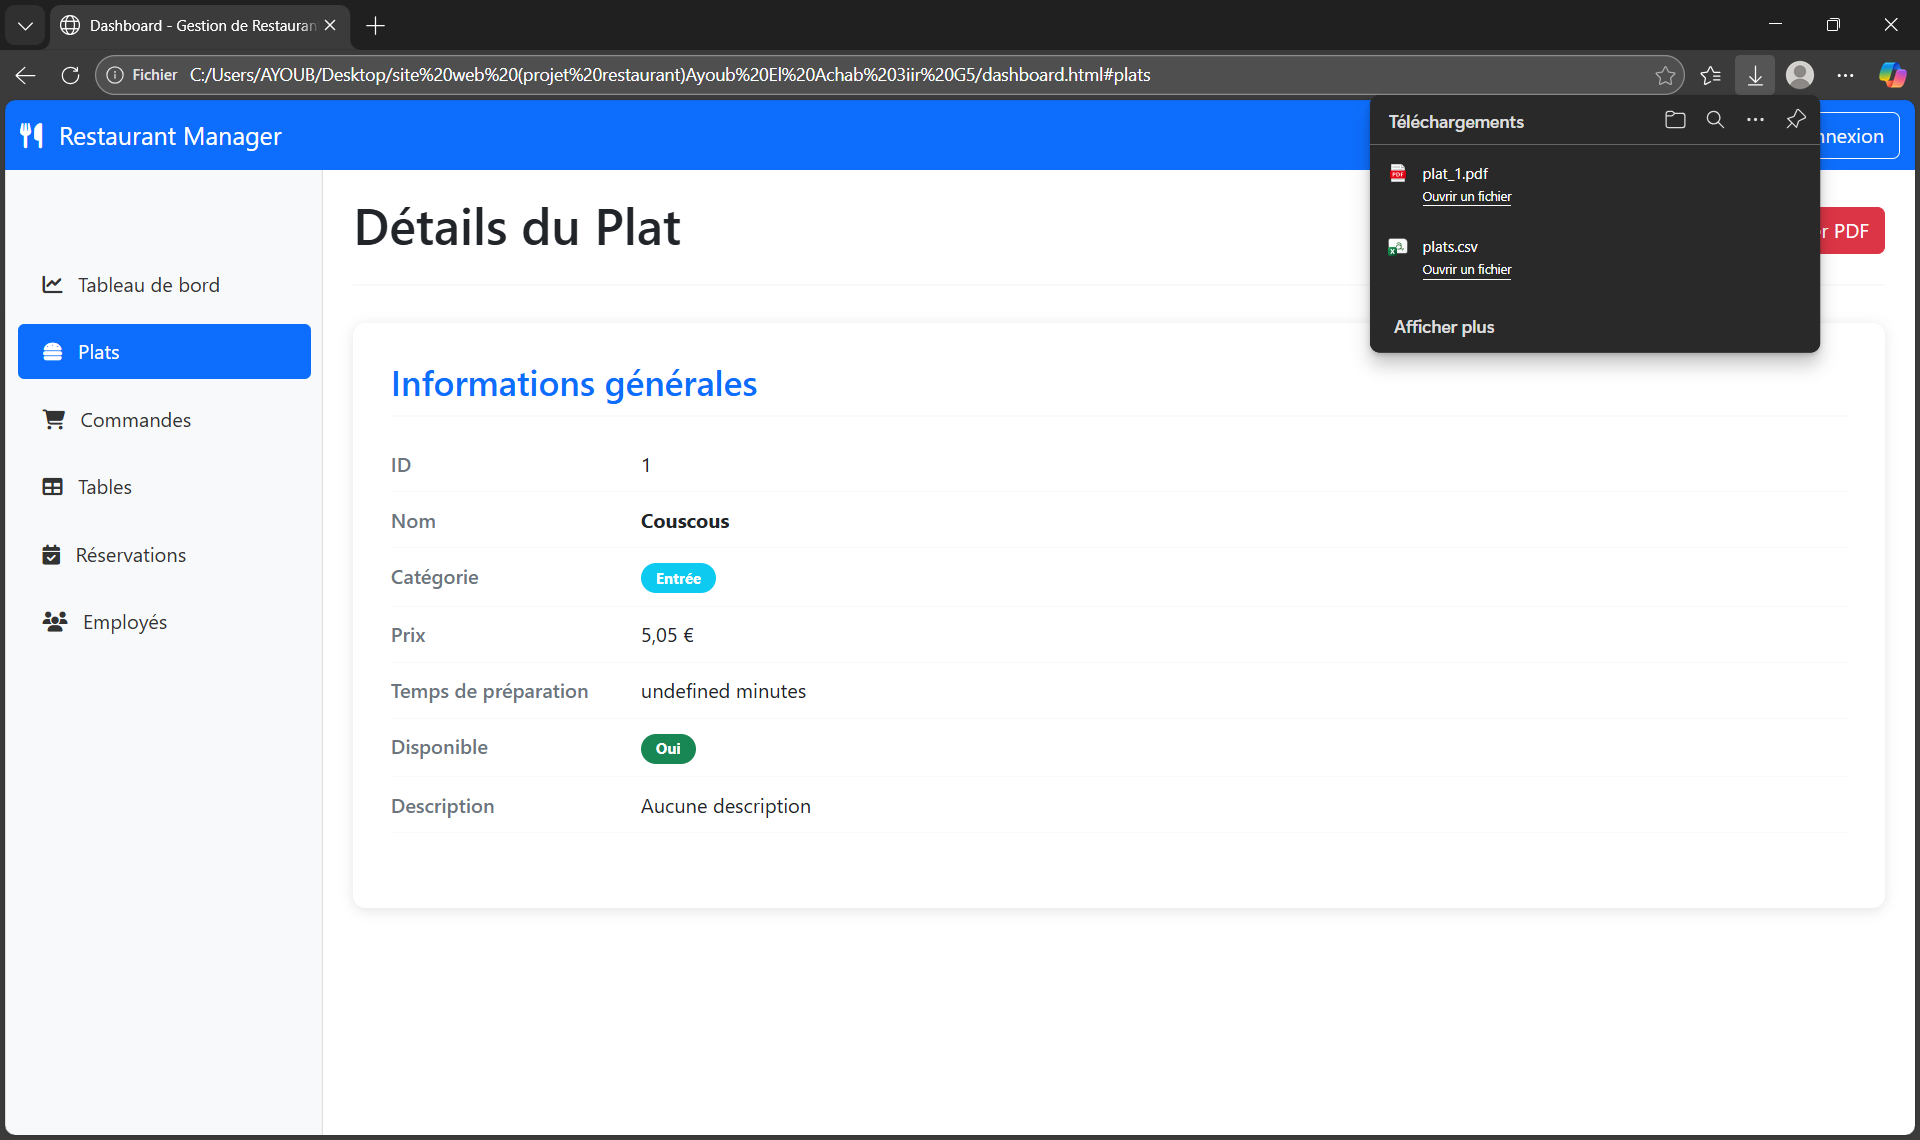 Dashboard - Gestion de Restauran
Fichier C:/Users/AYOUB/Desktop/site%20web%20(projet%20restaurant)Ayoub%20El%20Achab%203iir%20G5/dashboard.html#plats
Restaurant Manager
nnexion
Téléchargements
plat_1.pdf
Ouvrir un fichier
plats.csv
Ouvrir un fichier
Afficher plus
Tableau de bord
Plats
Commandes
Tables
Réservations
Employés
Détails du Plat
r PDF
Informations générales
ID 1
Nom Couscous
Catégorie Entrée
Prix 5,05 €
Temps de préparation undefined minutes
Disponible Oui
Description Aucune description